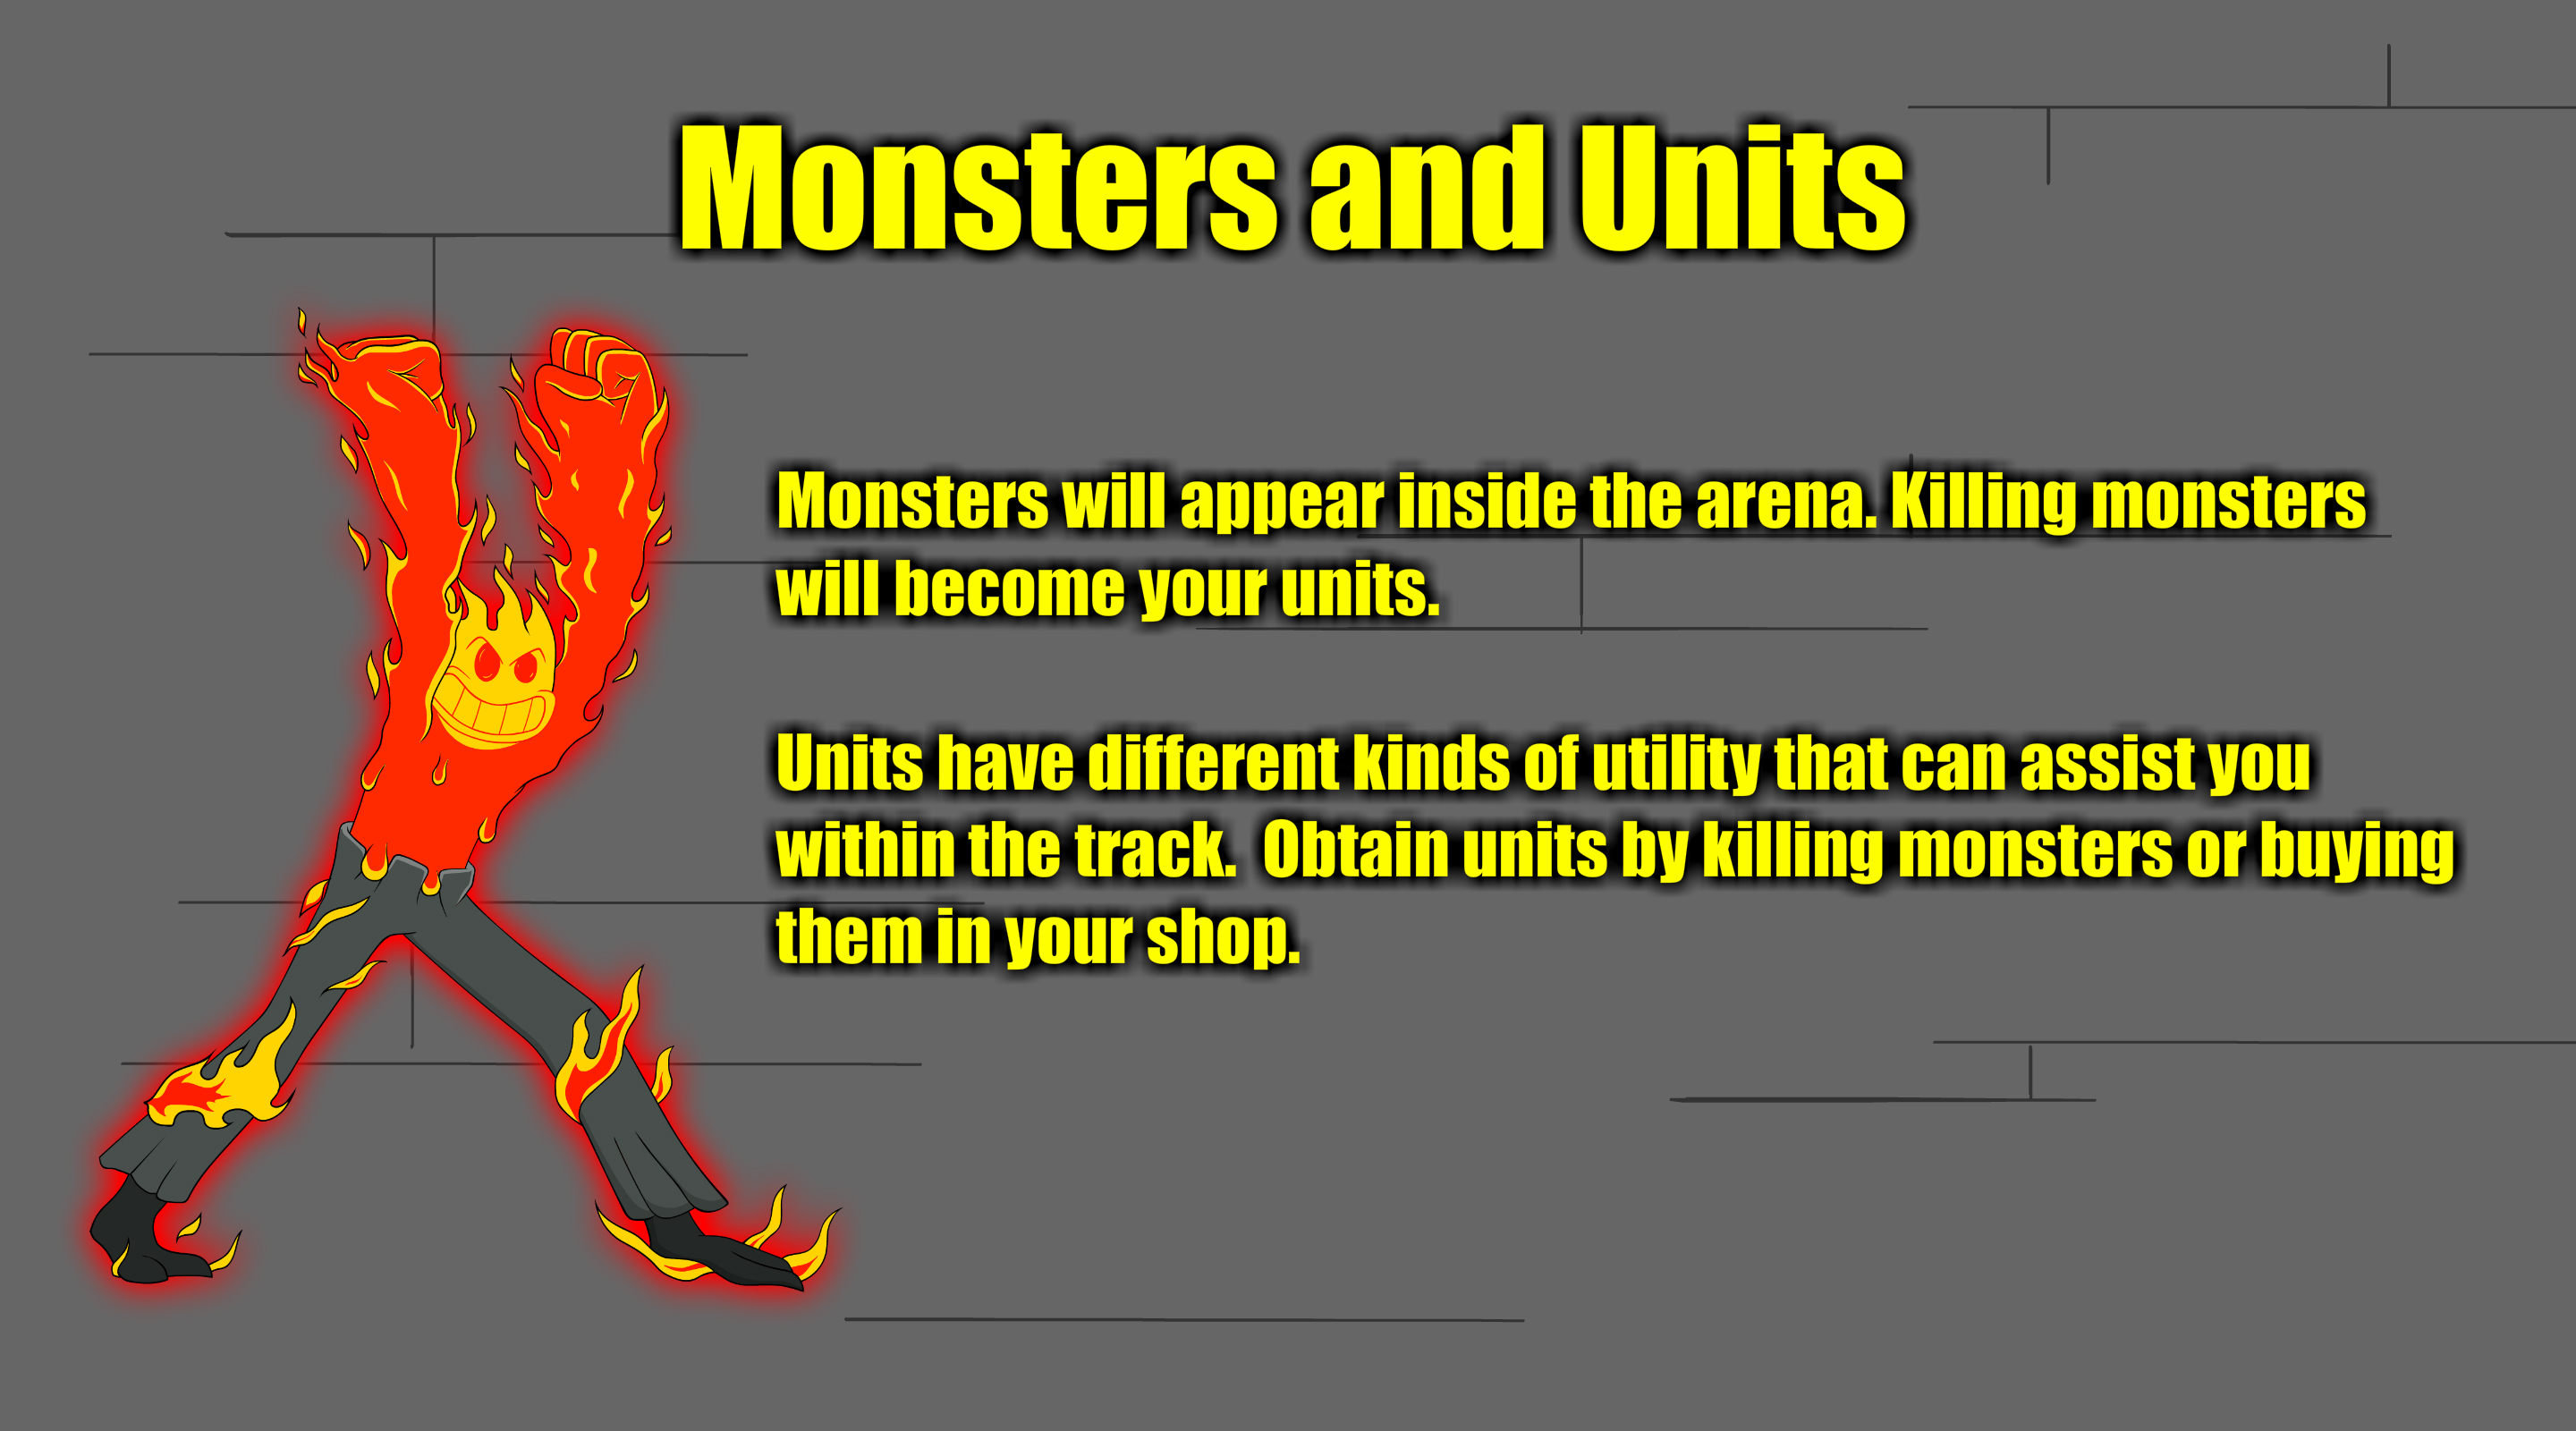 Monsters and Units
Monsters will appear inside the arena. Killing monsters
will become your units.
Units have different kinds of utility that can assist you
within the track.  Obtain units by killing monsters or buying
them in your shop.